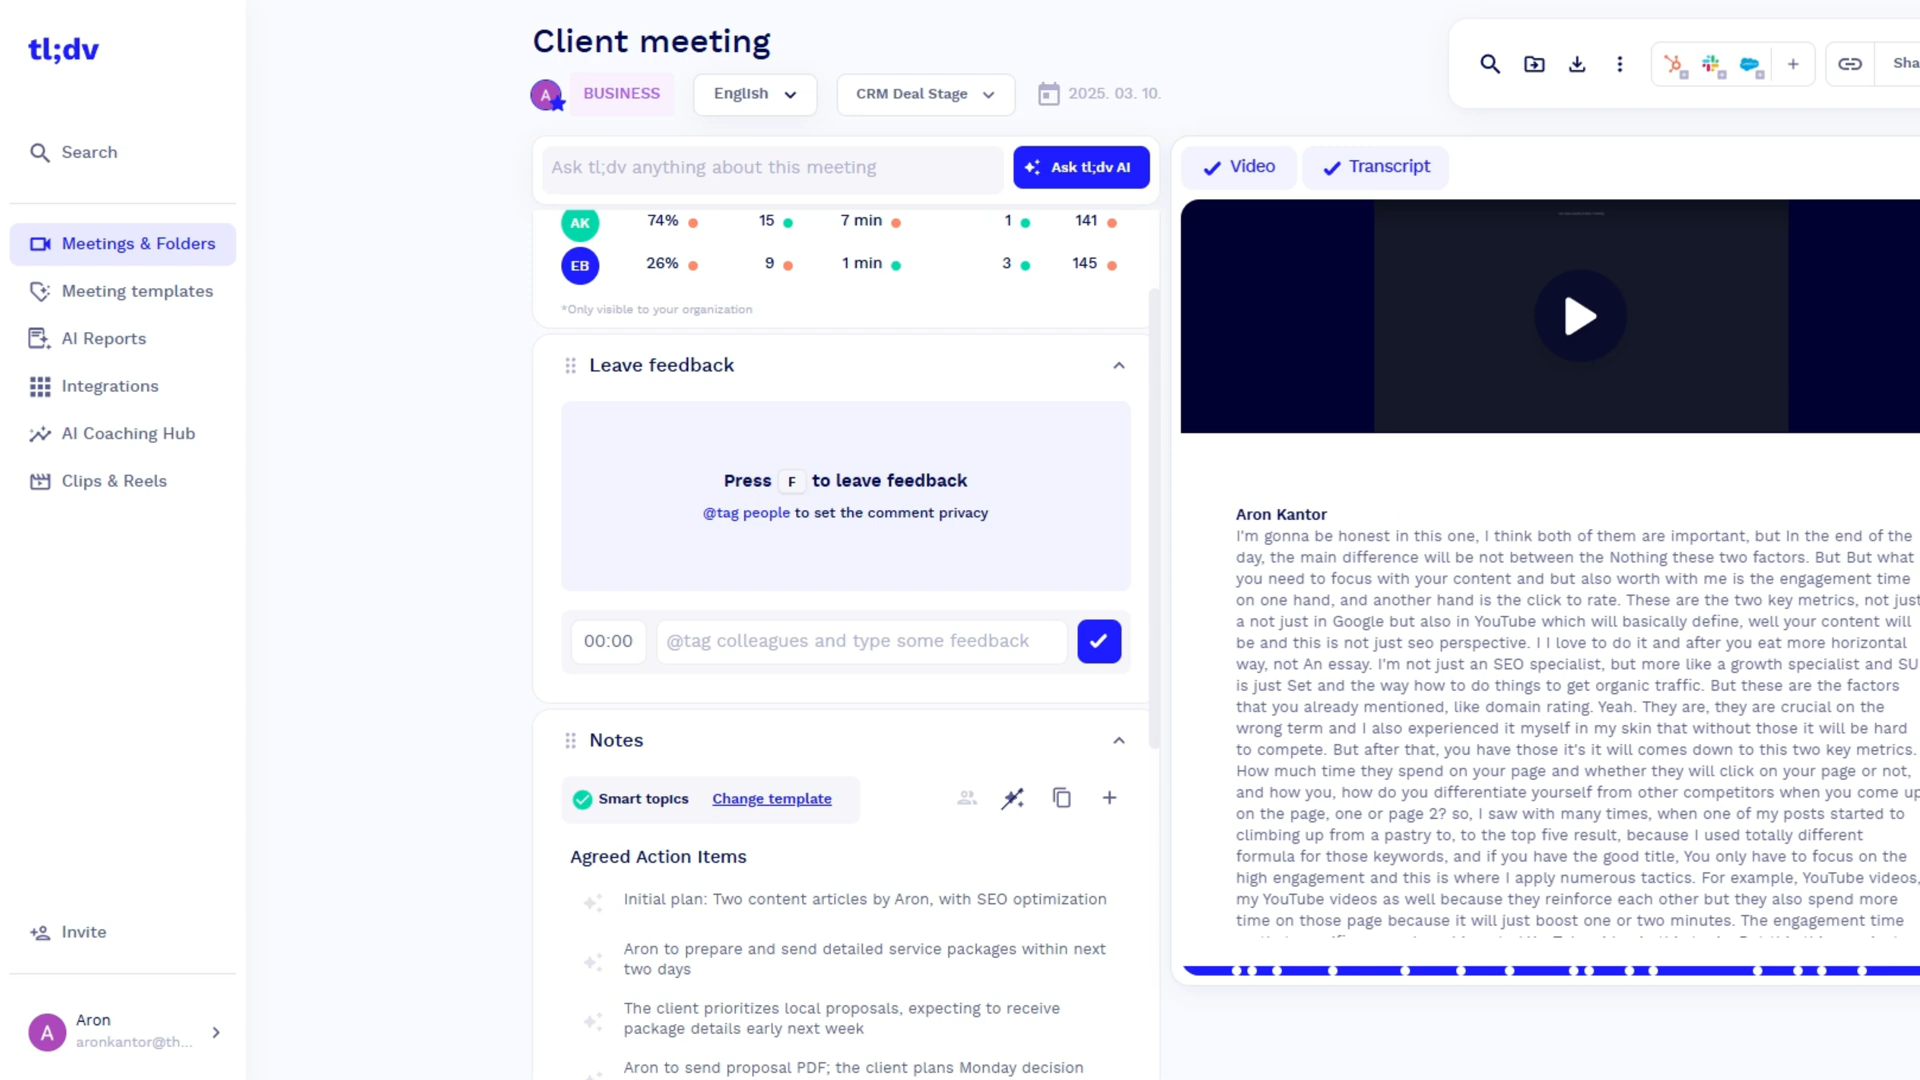 tl;dv
Search
Meetings & Folders
Meeting templates
AI Reports
Integrations
AI Coaching Hub
Clips & Reels
Invite
A
Aron
aronkantor@th...
Client meeting
A
BUSINESS
English
CRM Deal Stage
2025. 03. 10.
Sha
Ask tl;dv anything about this meeting
Ask tl;dv AI
AK 74% 15 7 min 1 141
EB 26% 9 1 min 3 145
*Only visible to your organization
Leave feedback
Press F to leave feedback
@tag people to set the comment privacy
00:00
@tag colleagues and type some feedback
Notes
Smart topics
Change template
Agreed Action Items
Initial plan: Two content articles by Aron, with SEO optimization
Aron to prepare and send detailed service packages within next
two days
The client prioritizes local proposals, expecting to receive
package details early next week
Aron to send proposal PDF; the client plans Monday decision
Video
Transcript
Aron Kantor
I'm gonna be honest in this one, I think both of them are important, but In the end of the
day, the main difference will be not between the Nothing these two factors. But But what
you need to focus with your content and but also worth with me is the engagement time
on one hand, and another hand is the click to rate. These are the two key metrics, not just
a not just in Google but also in YouTube which will basically define, well your content will
be and this is not just seo perspective. I I love to do it and after you eat more horizontal
way, not An essay. I'm not just an SEO specialist, but more like a growth specialist and SU
is just Set and the way how to do things to get organic traffic. But these are the factors
that you already mentioned, like domain rating. Yeah. They are, they are crucial on the
wrong term and I also experienced it myself in my skin that without those it will be hard
to compete. But after that, you have those it's it will comes down to this two key metrics.
How much time they spend on your page and whether they will click on your page or not,
and how you, how do you differentiate yourself from other competitors when you come up
on the page, one or page 2? so, I saw with many times, when one of my posts started to
climbing up from a pastry to, to the top five result, because I used totally different
formula for those keywords, and if you have the good title, You only have to focus on the
high engagement and this is where I apply numerous tactics. For example, YouTube videos,
my YouTube videos as well because they reinforce each other but they also spend more
time on those page because it will just boost one or two minutes. The engagement time